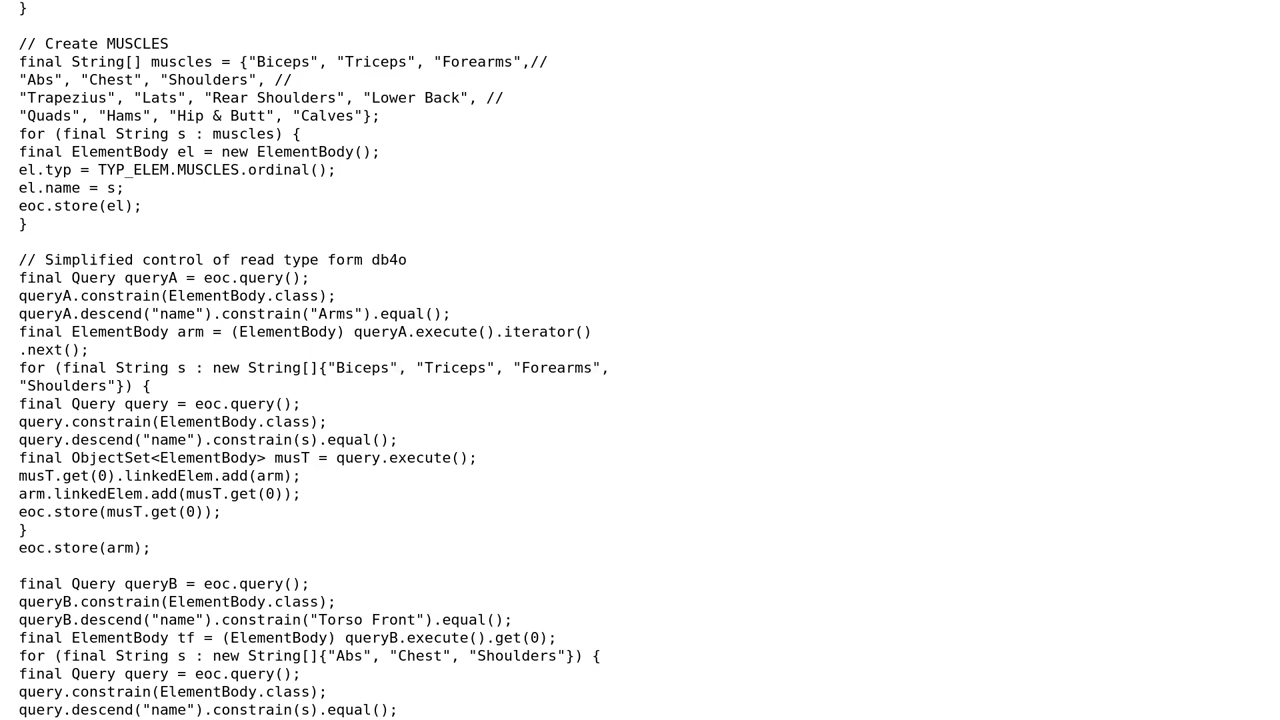 }
// Create MUSCLES
final String[] muscles = {"Biceps", "Triceps", "Forearms",//
"Abs", "Chest", "Shoulders", //
"Trapezius", "Lats", "Rear Shoulders", "Lower Back", //
"Quads", "Hams", "Hip & Butt", "Calves"};
for (final String s : muscles) {
final ElementBody el = new ElementBody();
el.typ = TYP_ELEM.MUSCLES.ordinal();
el.name = s;
eoc.store(el);
}
// Simplified control of read type form db4o
final Query queryA = eoc.query();
queryA.constrain(ElementBody.class);
queryA.descend("name").constrain("Arms").equal();
final ElementBody arm = (ElementBody) queryA.execute().iterator()
.next();
for (final String s : new String[]{"Biceps", "Triceps", "Forearms",
"Shoulders"}) {
final Query query = eoc.query();
query.constrain(ElementBody.class);
query.descend("name").constrain(s).equal();
final ObjectSet<ElementBody> musT = query.execute();
musT.get(0).linkedElem.add(arm);
arm.linkedElem.add(musT.get(0));
eoc.store(musT.get(0));
}
eoc.store(arm);
final Query queryB = eoc.query();
queryB.constrain(ElementBody.class);
queryB.descend("name").constrain("Torso Front").equal();
final ElementBody tf = (ElementBody) queryB.execute().get(0);
for (final String s : new String[]{"Abs", "Chest", "Shoulders"}) {
final Query query = eoc.query();
query.constrain(ElementBody.class);
query.descend("name").constrain(s).equal();